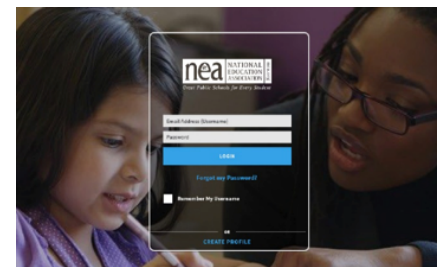 nea NATIONAL
EDUCATION
ASSOCIATION
Great Public Schools for Every Student
Email Address (Username)
Password
LOGIN
Forgot my Password?
Remember My Username
OR
CREATE PROFILE